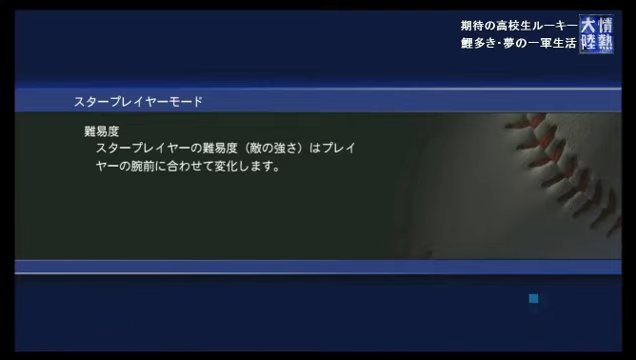 期待の高校生ルーキー
鯉多き・夢の一軍生活
情熱
大陸
スタープレイヤーモード
難易度
スタープレイヤーの難易度（敵の強さ）はプレイ
ヤーの腕前に合わせて変化します。